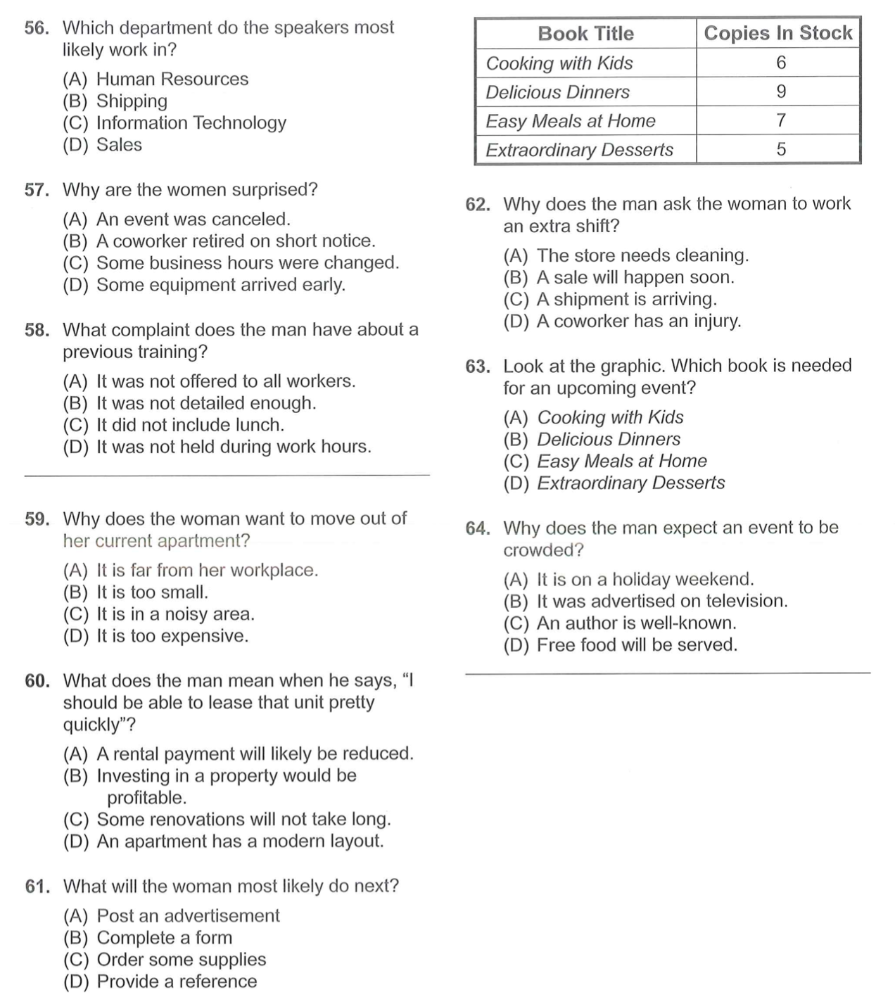 56. Which department do the speakers most
likely work in?
(A) Human Resources
(B) Shipping
(C) Information Technology
(D) Sales
57. Why are the women surprised?
(A) An event was canceled.
(B) A coworker retired on short notice.
(C) Some business hours were changed.
(D) Some equipment arrived early.
58. What complaint does the man have about a
previous training?
(A) It was not offered to all workers.
(B) It was not detailed enough.
(C) It did not include lunch.
(D) It was not held during work hours.
59. Why does the woman want to move out of
her current apartment?
(A) It is far from her workplace.
(B) It is too small.
(C) It is in a noisy area.
(D) It is too expensive.
60. What does the man mean when he says, “I
should be able to lease that unit pretty
quickly”?
(A) A rental payment will likely be reduced.
(B) Investing in a property would be
profitable.
(C) Some renovations will not take long.
(D) An apartment has a modern layout.
61. What will the woman most likely do next?
(A) Post an advertisement
(B) Complete a form
(C) Order some supplies
(D) Provide a reference
Book Title Copies In Stock
Cooking with Kids 6
Delicious Dinners 9
Easy Meals at Home 7
Extraordinary Desserts 5
62. Why does the man ask the woman to work
an extra shift?
(A) The store needs cleaning.
(B) A sale will happen soon.
(C) A shipment is arriving.
(D) A coworker has an injury.
63. Look at the graphic. Which book is needed
for an upcoming event?
(A) Cooking with Kids
(B) Delicious Dinners
(C) Easy Meals at Home
(D) Extraordinary Desserts
64. Why does the man expect an event to be
crowded?
(A) It is on a holiday weekend.
(B) It was advertised on television.
(C) An author is well-known.
(D) Free food will be served.